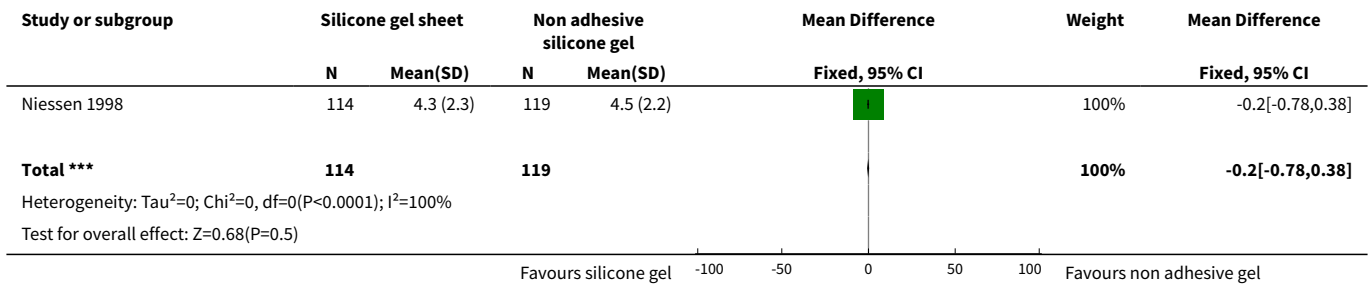 Study or subgroup Silicone gel sheet Non adhesive silicone gel Mean Difference Weight Mean Difference
N Mean(SD) N Mean(SD) Fixed, 95% CI Fixed, 95% CI
Niessen 1998 114 4.3 (2.3) 119 4.5 (2.2) 100% -0.2[-0.78,0.38]
Total *** 114 119 100% -0.2[-0.78,0.38]
Heterogeneity: Tau²=0; Chi²=0, df=0(P<0.0001); I²=100%
Test for overall effect: Z=0.68(P=0.5)
Favours silicone gel -100 -50 0 50 100 Favours non adhesive gel